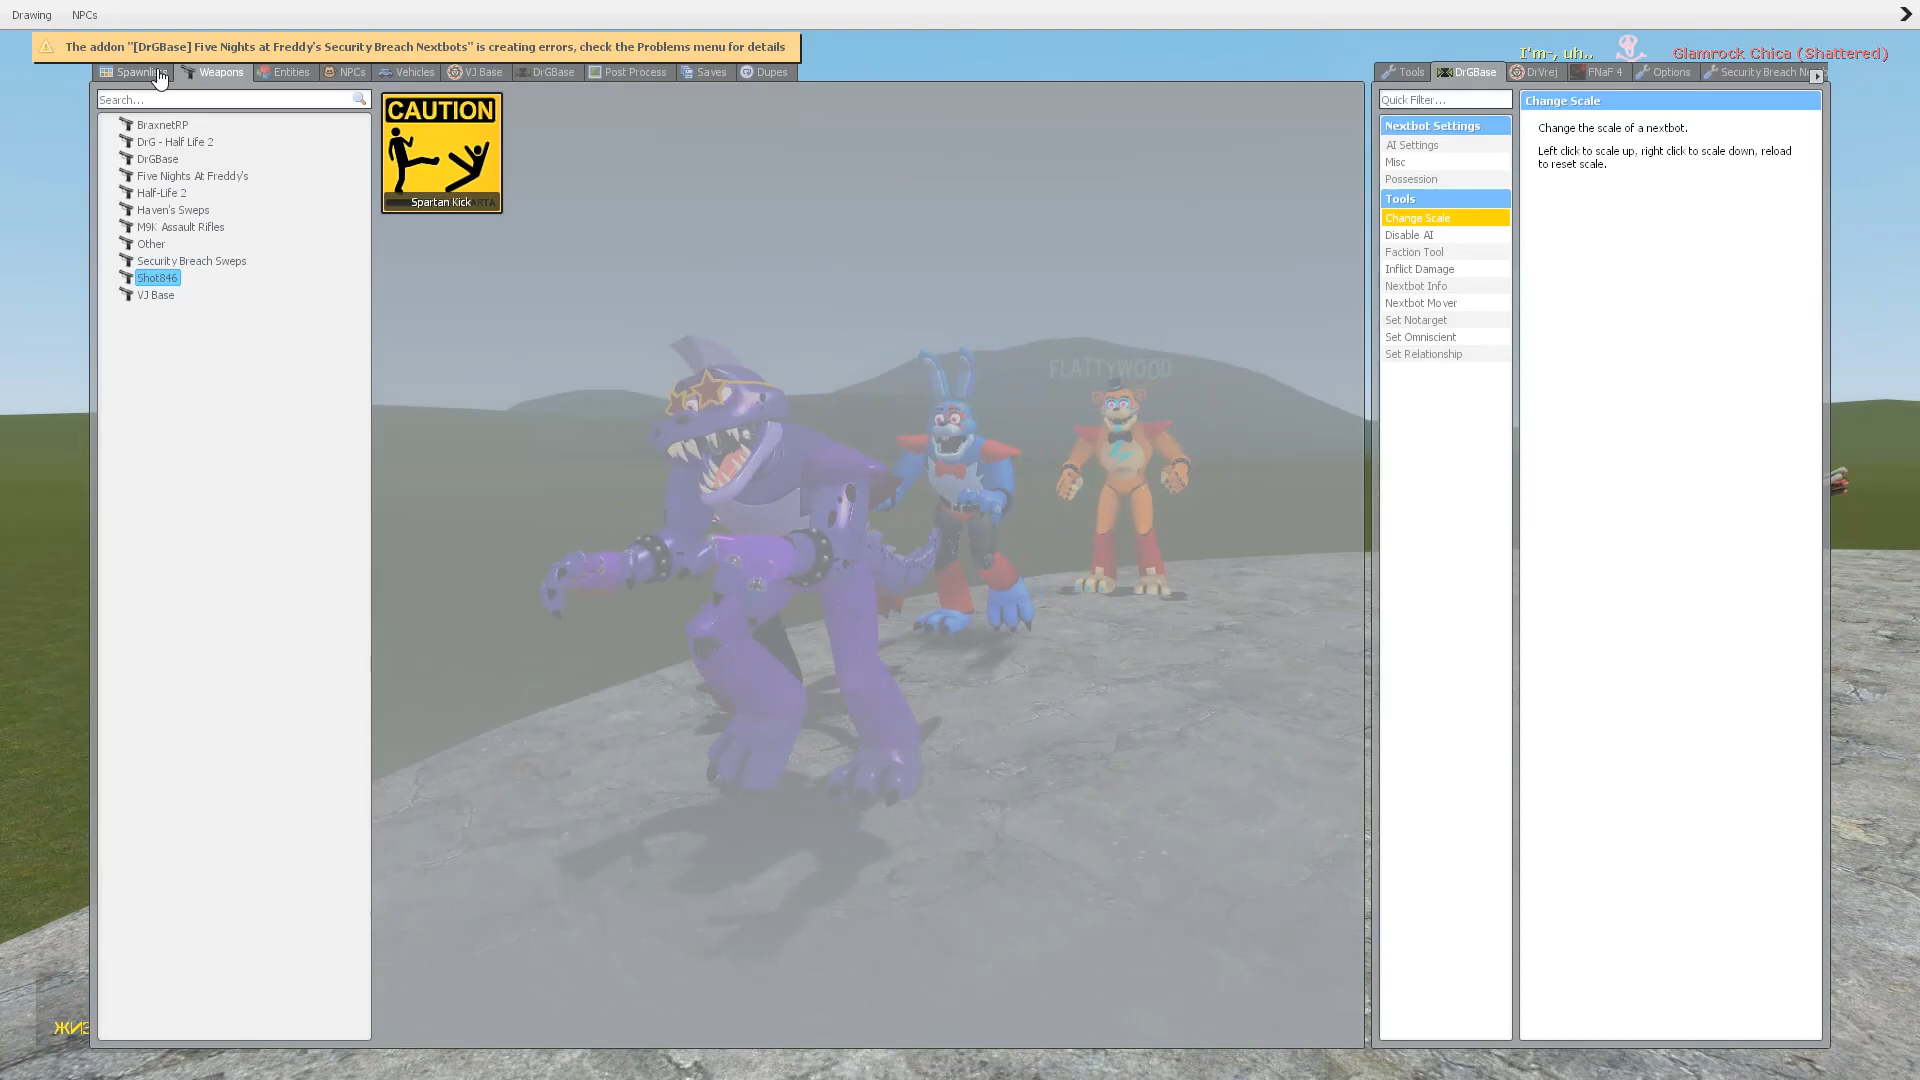 Drawing NPCs
The addon "[DrGBase] Five Nights at Freddy's Security Breach Nextbots" is creating errors, check the Problems menu for details
I'm-, uh.. Glamrock Chica (Shattered)
Weapons Entities NPCs Vehicles VJ Base DrGBase Post Process Saves Dupes
Tools DrGBase DrVrej FNaF 4 Options Security Breach
Search...
BraxnetRP
DrG - Half Life 2
DrGBase
Five Nights At Freddy's
Half-Life 2
Haven's Sweps
M9K Assault Rifles
Other
Security Breach Sweps
Shot846
VJ Base
CAUTION
Spartan Kick
FLATTYWOOD
Quick Filter...
Nextbot Settings
AI Settings
Misc
Possession
Tools
Change Scale
Disable AI
Faction Tool
Inflict Damage
Nextbot Info
Nextbot Mover
Set Notarget
Set Omniscient
Set Relationship
Change Scale
Change the scale of a nextbot.
Left click to scale up, right click to scale down, reload
to reset scale.